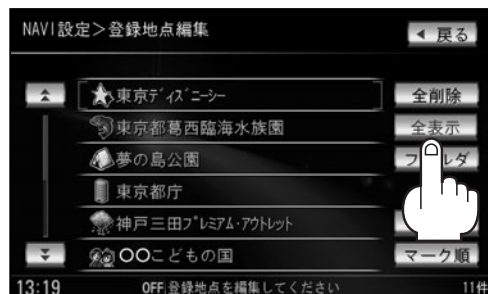 NAVI設定＞登録地点編集
◀ 戻る
東京ﾃﾞｨｽﾞﾆｰｼｰ
全削除
東京都葛西臨海水族園
全表示
夢の島公園
フ ルダ
東京都庁
神戸三田ﾌﾟﾚﾐｱﾑ･ｱｳﾄﾚｯﾄ
〇〇こどもの国
マーク順
13:19
OFF
登録地点を編集してください
11件